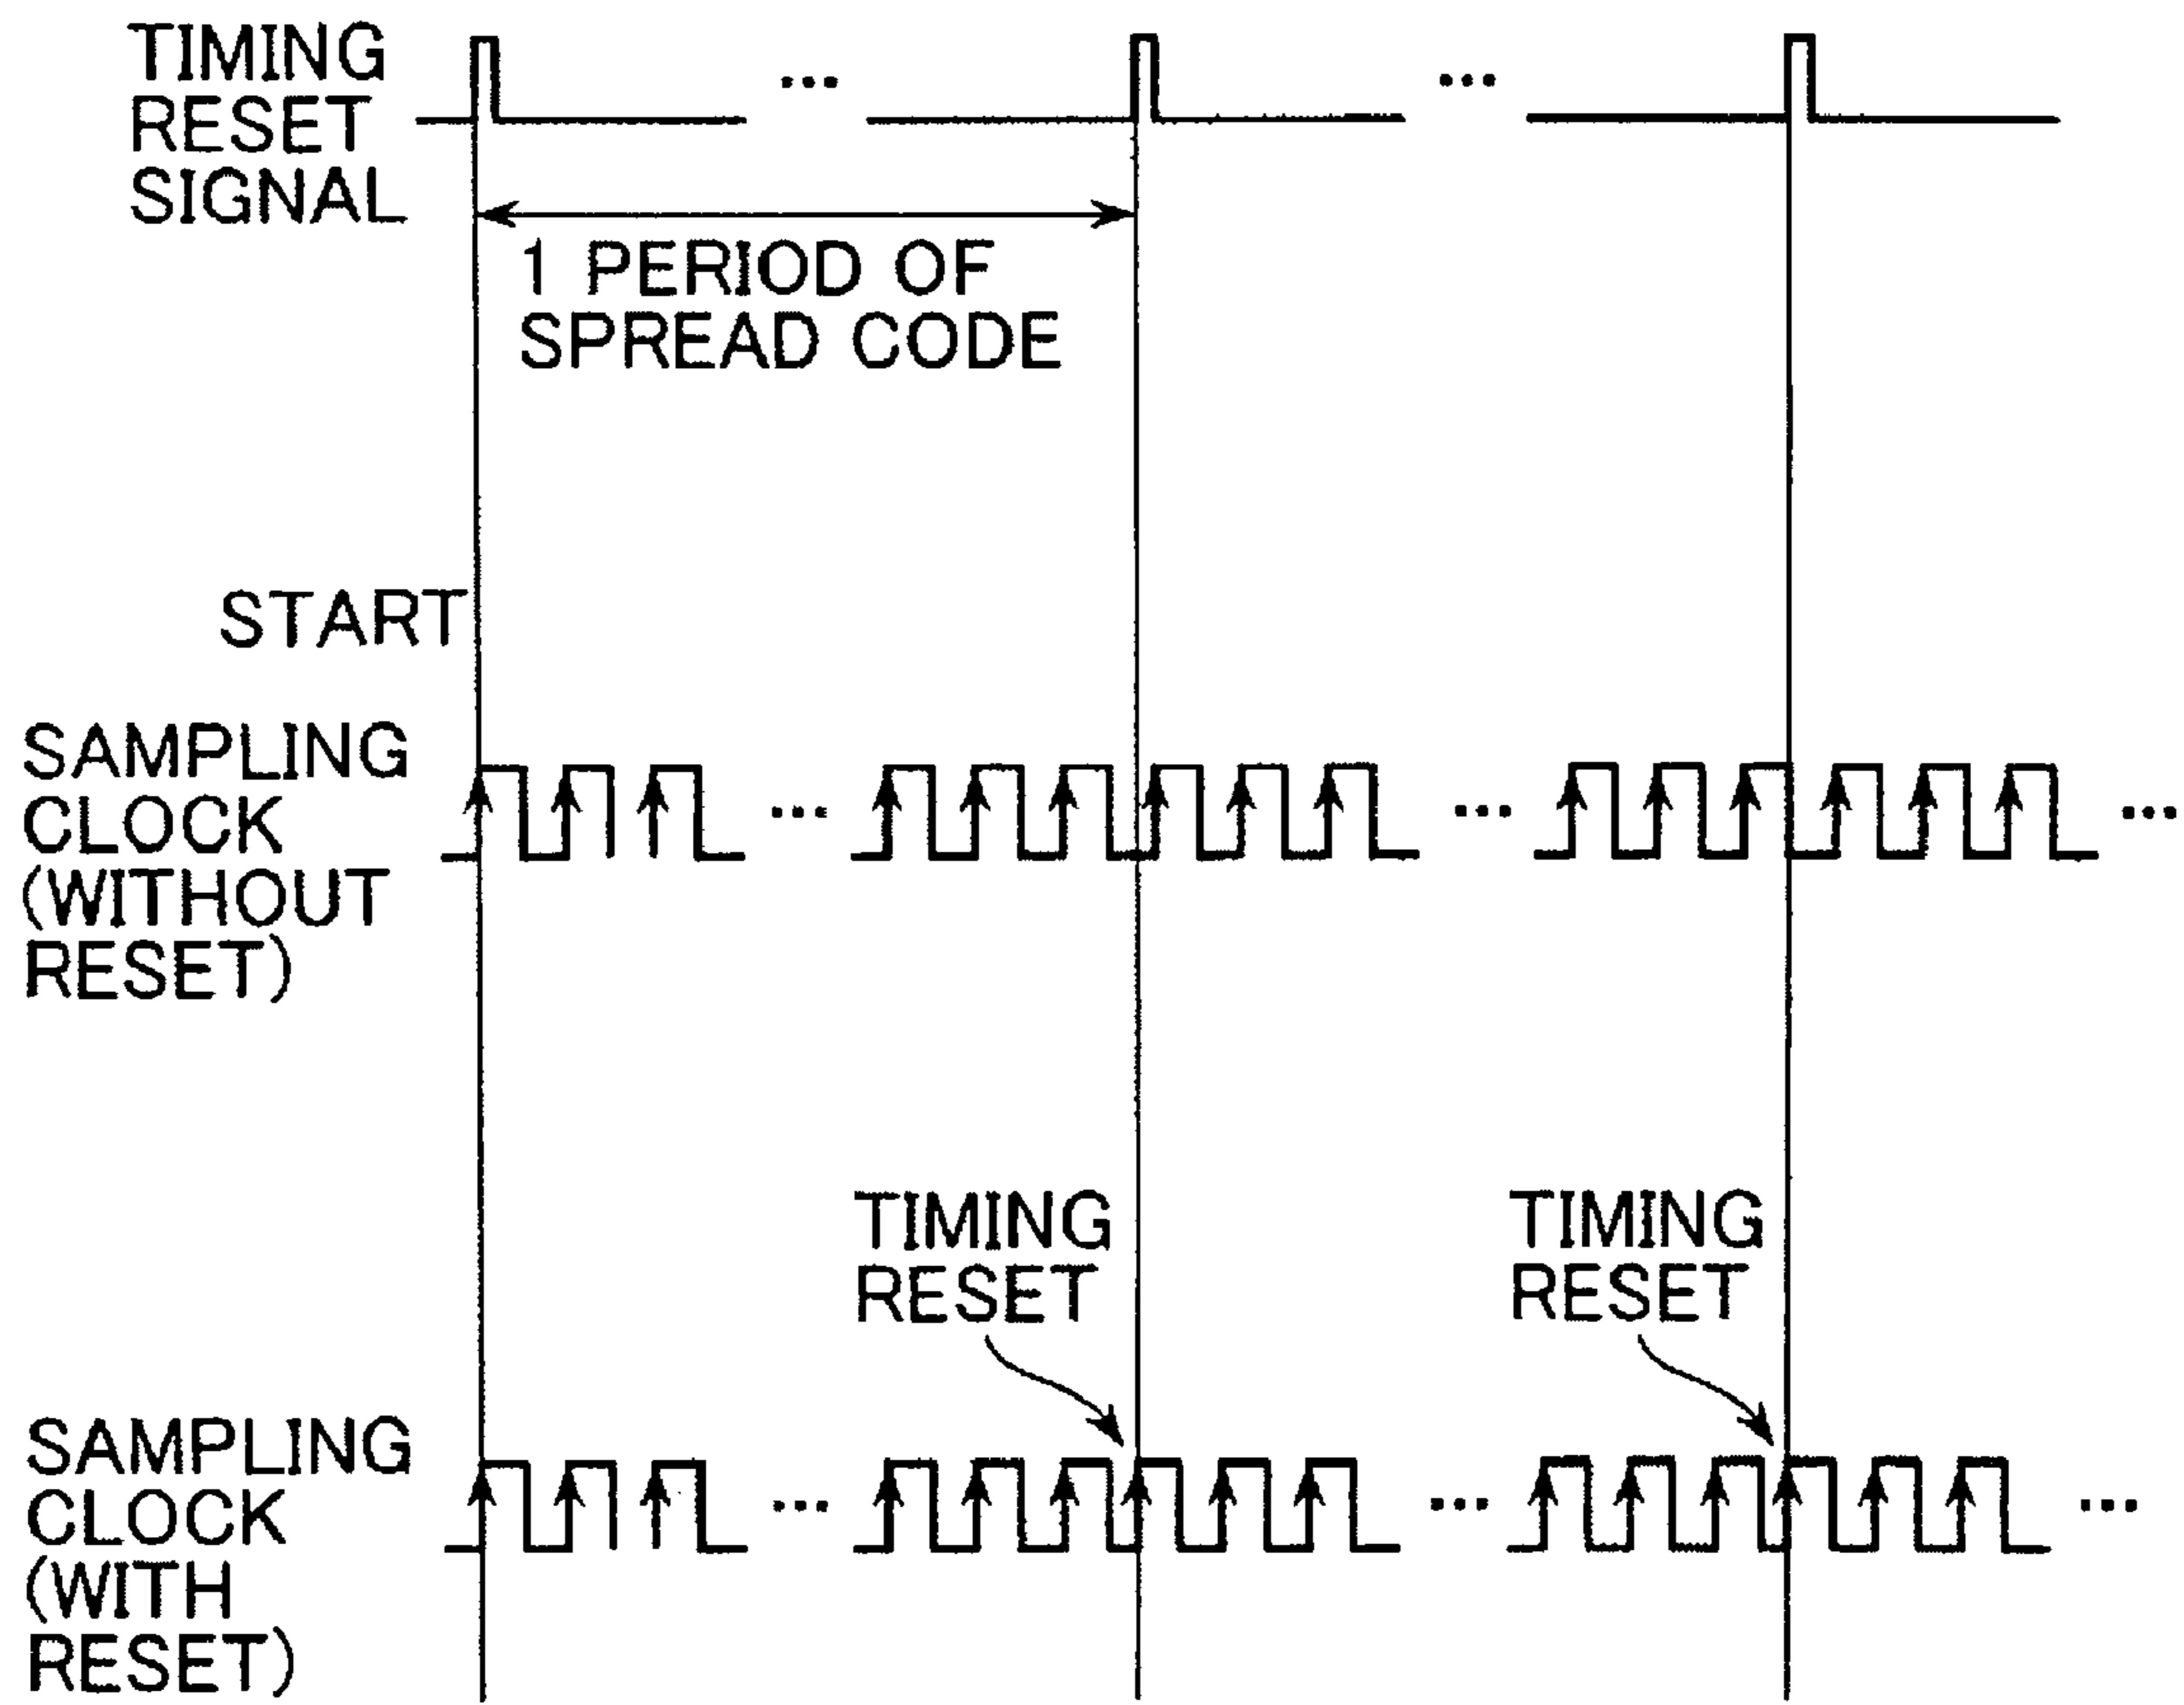 TIMING
RESET
SIGNAL
...
...
1 PERIOD OF
SPREAD CODE
START
SAMPLING
CLOCK
(WITHOUT
RESET)
...
...
...
TIMING
RESET
TIMING
RESET
SAMPLING
CLOCK
(WITH
RESET)
...
...
...